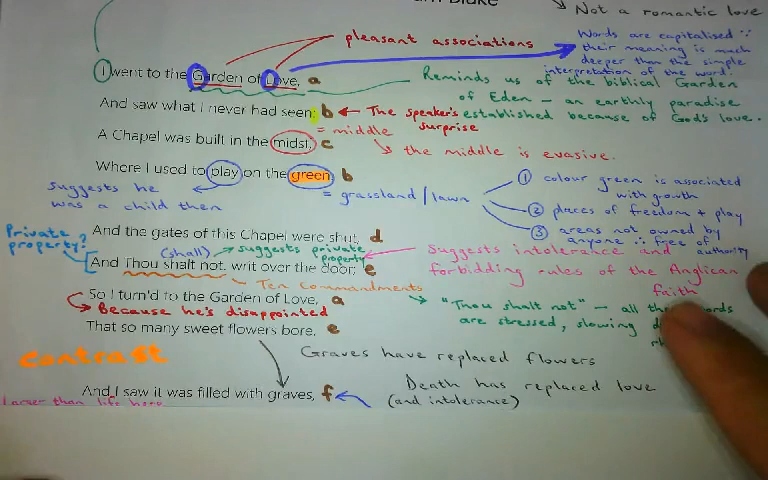 Blake
Not a romantic love
pleasant associations
Words are capitalised ∵
their meaning is much
deeper than the simple
interpretation of the word.
I went to the Garden of Love, a
Reminds us of the biblical Garden
of Eden - an earthly paradise
established because of God's love.
And saw what I never had seen: b ← The speaker's
surprise
A Chapel was built in the midst, c
= middle
the middle is evasive.
Where I used to play on the green, b
= grassland / lawn
① colour green is associated
with growth
② places of freedom + play
③ areas not owned by
anyone ∴ free of
authority
suggests he
was a child then
And the gates of this Chapel were shut, d
Private
property?
(shall) → suggests private
property
And Thou shalt not, writ over the door; e
Suggests intolerance and
forbidding rules of the Anglican
faith
Ten Commandments
"Thou shalt not" — all
are stressed, slowing
So I turn'd to the Garden of Love, a
Because he's disappointed
That so many sweet flowers bore, e
contrast
Graves have replaced flowers
And I saw it was filled with graves, f
Death has replaced love
(and intolerance)
than life here